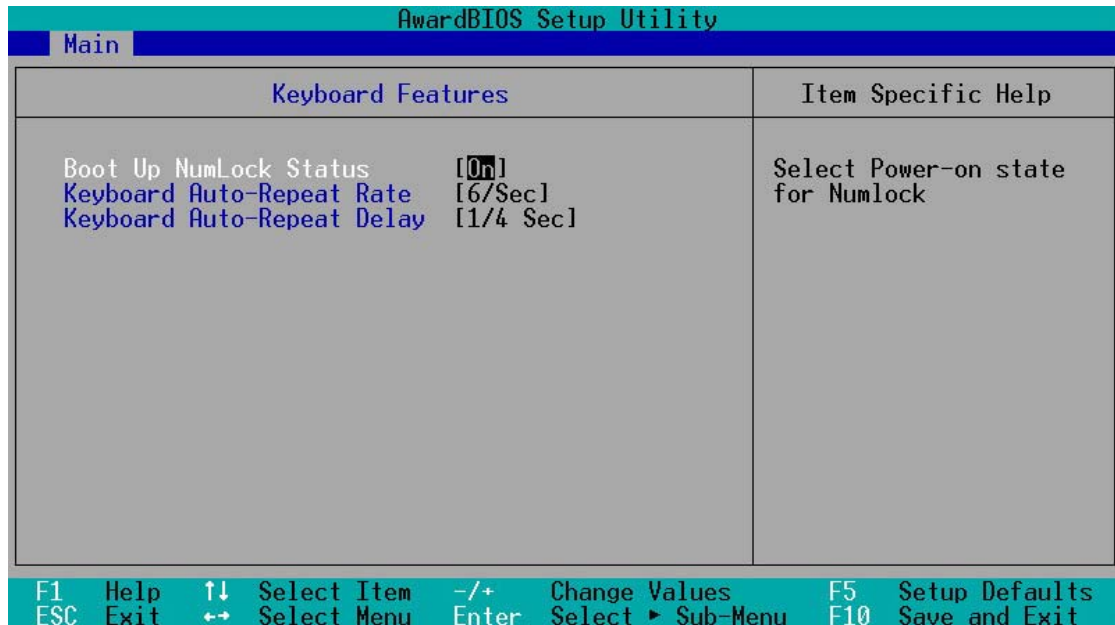 AwardBIOS Setup Utility
Main
Keyboard Features
Item Specific Help
Boot Up NumLock Status [On]
Keyboard Auto-Repeat Rate [6/Sec]
Keyboard Auto-Repeat Delay [1/4 Sec]
Select Power-on state
for Numlock
F1 Help ↑↓ Select Item -/+ Change Values F5 Setup Defaults
ESC Exit ←→ Select Menu Enter Select ► Sub-Menu F10 Save and Exit